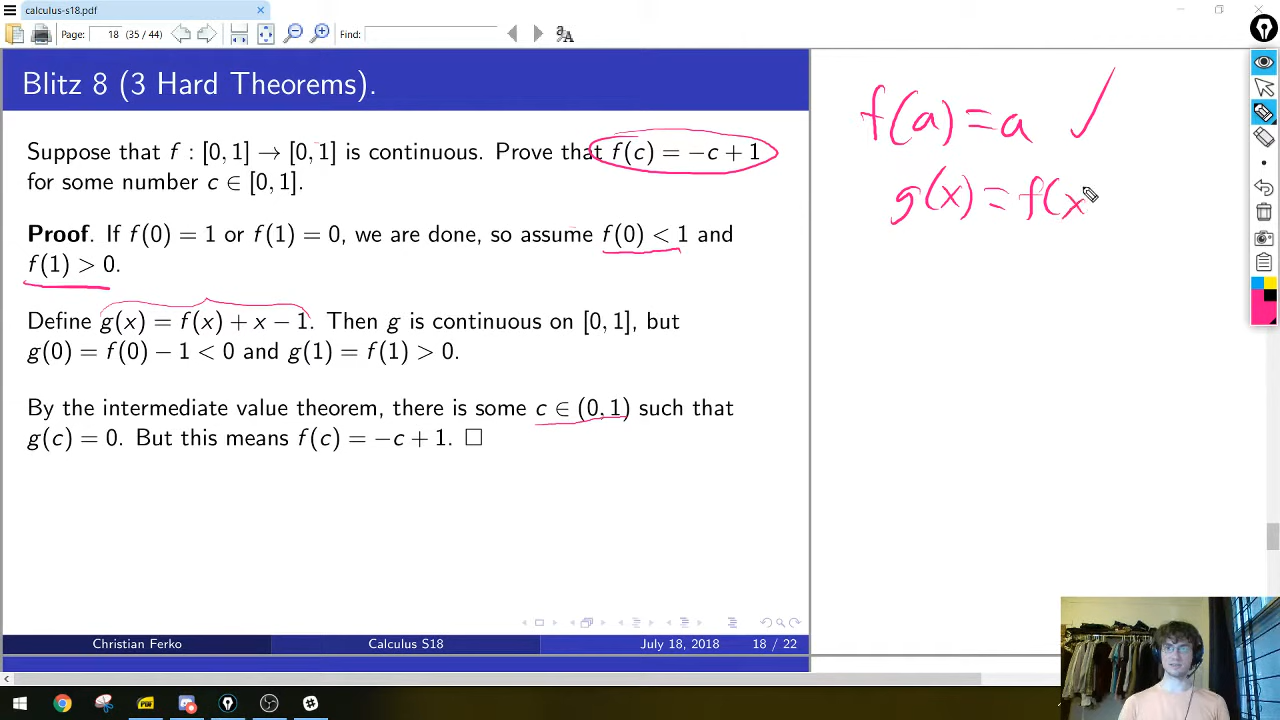 calculus-s18.pdf
Page: 18 (35 / 44) Find:
Blitz 8 (3 Hard Theorems).
Suppose that f : [0, 1] → [0, 1] is continuous. Prove that f(c) = −c + 1
for some number c ∈ [0, 1].
Proof. If f(0) = 1 or f(1) = 0, we are done, so assume f(0) < 1 and
f(1) > 0.
Define g(x) = f(x) + x − 1. Then g is continuous on [0, 1], but
g(0) = f(0) − 1 < 0 and g(1) = f(1) > 0.
By the intermediate value theorem, there is some c ∈ (0, 1) such that
g(c) = 0. But this means f(c) = −c + 1. □
Christian Ferko Calculus S18 July 18, 2018 18 / 22
f(a) = a ✓
g(x) = f(x